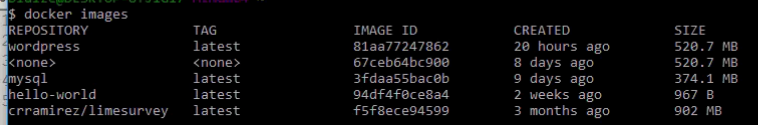 $ docker images
REPOSITORY TAG IMAGE ID CREATED SIZE
wordpress latest 81aa77247862 20 hours ago 520.7 MB
<none> <none> 67ceb64bc900 8 days ago 520.7 MB
mysql latest 3fdaa55bac0b 9 days ago 374.1 MB
hello-world latest 94df4f0ce8a4 2 weeks ago 967 B
crramirez/limesurvey latest f5f8ece94599 3 months ago 902 MB